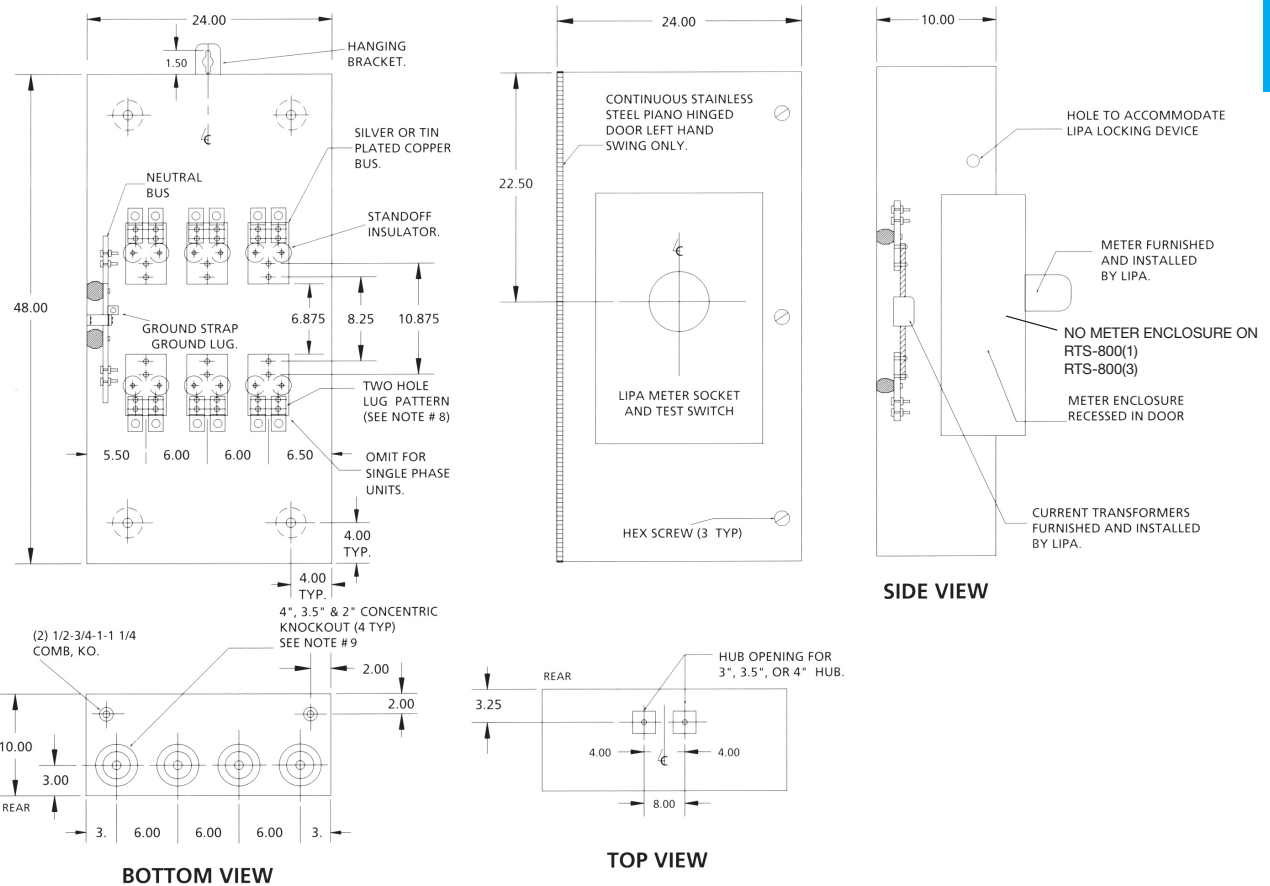 24.00
1.50
HANGING
BRACKET.
48.00
SILVER OR TIN
PLATED COPPER
BUS.
NEUTRAL
BUS
STANDOFF
INSULATOR.
6.875
8.25
10.875
GROUND STRAP
GROUND LUG.
TWO HOLE
LUG PATTERN
(SEE NOTE # 8)
5.50
6.00
6.00
6.50
OMIT FOR
SINGLE PHASE
UNITS.
4.00
TYP.
4.00
TYP.
24.00
CONTINUOUS STAINLESS
STEEL PIANO HINGED
DOOR LEFT HAND
SWING ONLY.
22.50
LIPA METER SOCKET
AND TEST SWITCH
HEX SCREW (3 TYP)
10.00
HOLE TO ACCOMMODATE
LIPA LOCKING DEVICE
METER FURNISHED
AND INSTALLED
BY LIPA.
NO METER ENCLOSURE ON
RTS-800(1)
RTS-800(3)
METER ENCLOSURE
RECESSED IN DOOR
CURRENT TRANSFORMERS
FURNISHED AND INSTALLED
BY LIPA.
SIDE VIEW
4", 3.5" & 2" CONCENTRIC
KNOCKOUT (4 TYP)
SEE NOTE # 9
(2) 1/2-3/4-1-1 1/4
COMB, KO.
2.00
2.00
10.00
3.00
REAR
3.
6.00
6.00
6.00
3.
BOTTOM VIEW
HUB OPENING FOR
3", 3.5", OR 4" HUB.
REAR
3.25
4.00
4.00
8.00
TOP VIEW